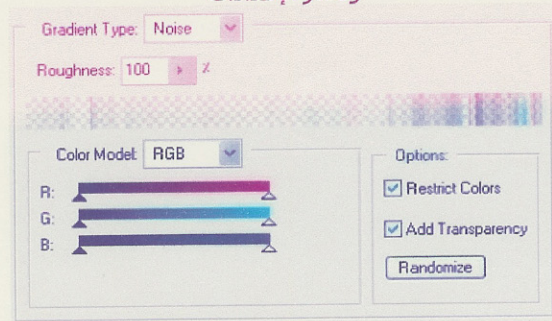 Gradient Type: Noise
Roughness: 100 %
Color Model: RGB
R:
G:
B:
Options:
Restrict Colors
Add Transparency
Randomize